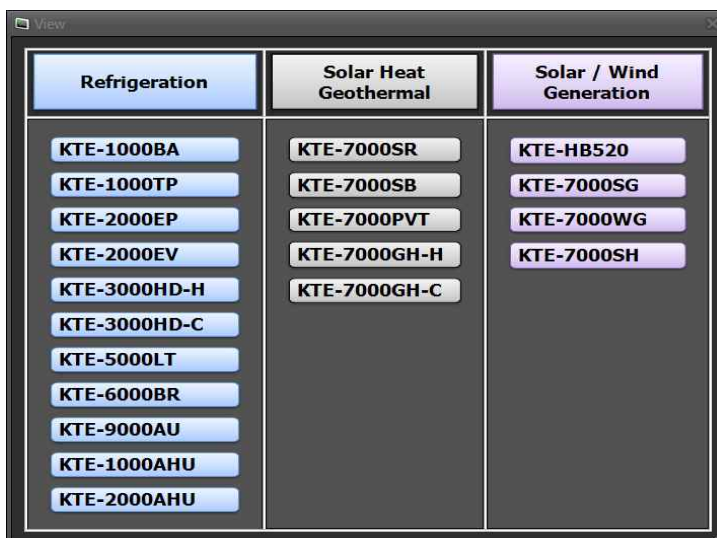 View
Refrigeration
Solar Heat
Geothermal
Solar / Wind
Generation
KTE-1000BA
KTE-1000TP
KTE-2000EP
KTE-2000EV
KTE-3000HD-H
KTE-3000HD-C
KTE-5000LT
KTE-6000BR
KTE-9000AU
KTE-1000AHU
KTE-2000AHU
KTE-7000SR
KTE-7000SB
KTE-7000PVT
KTE-7000GH-H
KTE-7000GH-C
KTE-HB520
KTE-7000SG
KTE-7000WG
KTE-7000SH